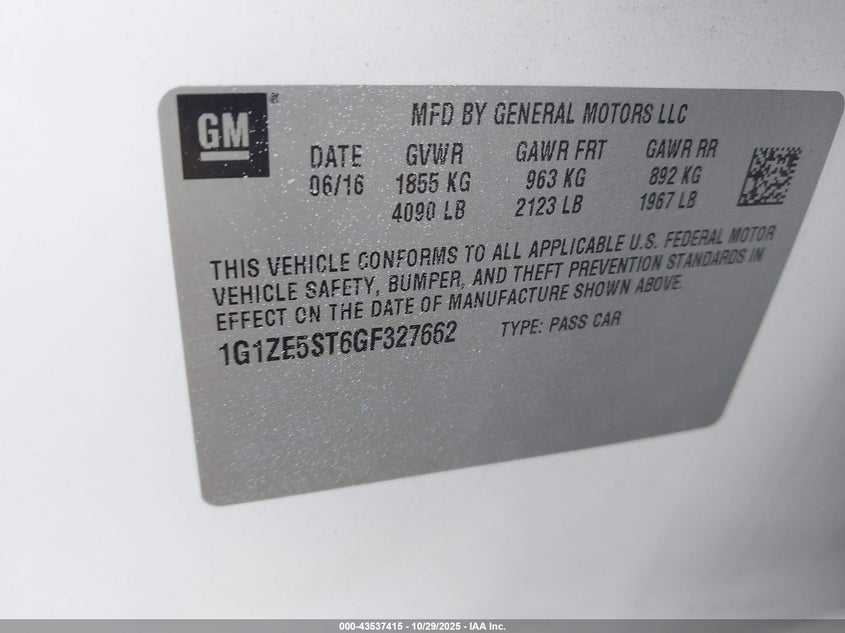 GM
®
MFD BY GENERAL MOTORS LLC
DATE GVWR GAWR FRT GAWR RR
06/16 1855 KG 963 KG 892 KG
4090 LB 2123 LB 1967 LB
THIS VEHICLE CONFORMS TO ALL APPLICABLE U.S. FEDERAL MOTOR
VEHICLE SAFETY, BUMPER, AND THEFT PREVENTION STANDARDS IN
EFFECT ON THE DATE OF MANUFACTURE SHOWN ABOVE.
1G1ZE5ST6GF327662 TYPE: PASS CAR
000-43537415 - 10/29/2025 - IAA Inc.